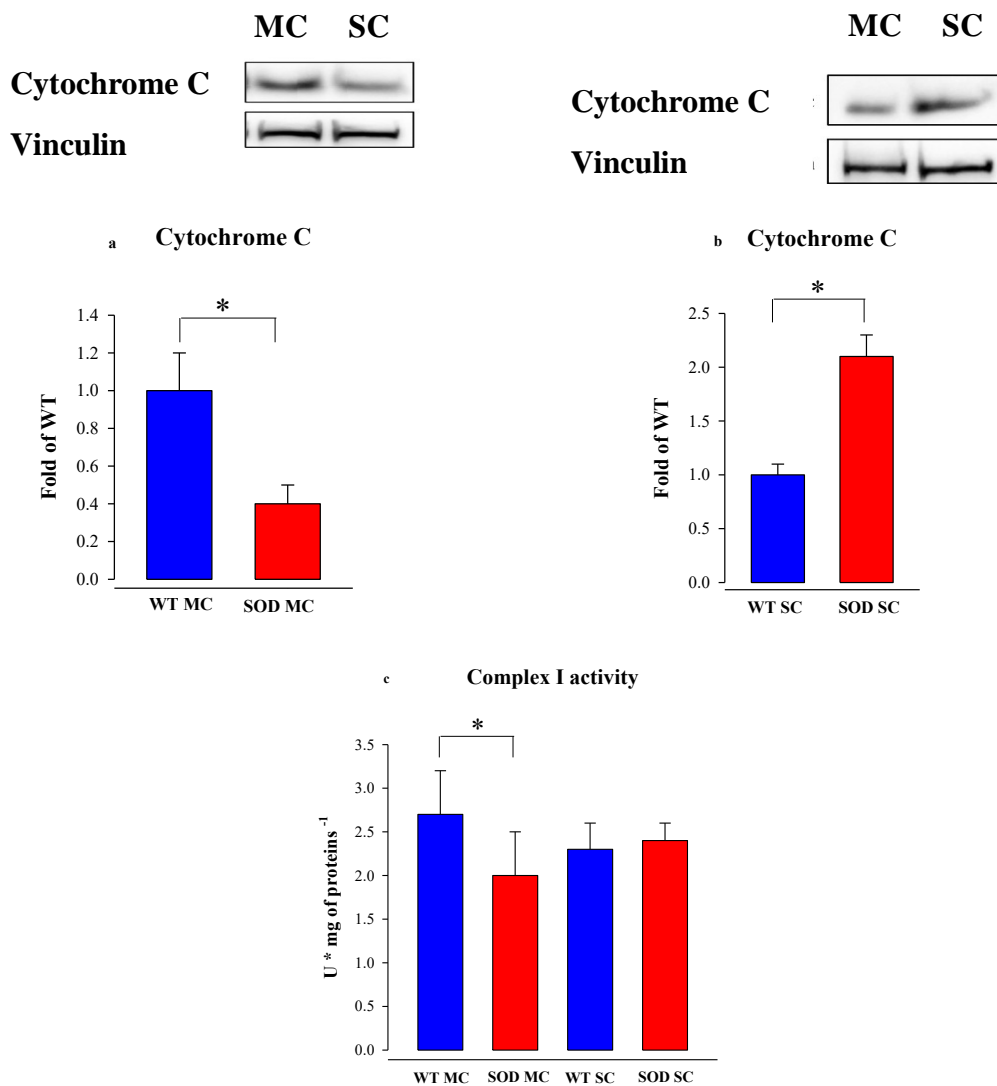 MC SC
Cytochrome C
Vinculin
MC SC
Cytochrome C
Vinculin
a Cytochrome C
*
1.4
1.2
1.0
0.8
0.6
0.4
0.2
0.0
Fold of WT
WT MC SOD MC
b Cytochrome C
*
2.5
2.0
1.5
1.0
0.5
0.0
Fold of WT
WT SC SOD SC
c Complex I activity
*
3.5
3.0
2.5
2.0
1.5
1.0
0.5
0.0
U * mg of proteins ⁻¹
WT MC SOD MC WT SC SOD SC